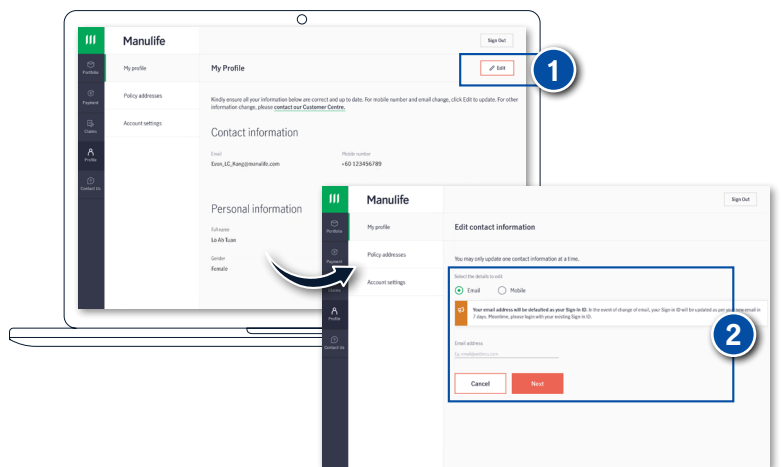 Manulife
Sign Out
Portfolio
Payment
Claims
Profile
Contact Us
My profile
Policy addresses
Account settings
My Profile
Edit
1
Kindly ensure all your information below are correct and up to date. For mobile number and email change, click Edit to update. For other
information change, please contact our Customer Centre.
Contact information
Email
Mobile number
+60 123456789
Personal information
Full name
Lo Ah Tuan
Gender
Female
Manulife
Sign Out
Portfolio
Payment
Claims
Profile
Contact Us
My profile
Policy addresses
Account settings
Edit contact information
You may only update one contact information at a time.
Select the details to edit
Email
Mobile
Your email address will be defaulted as your Sign-in ID. In the event of change of email, your Sign in ID will be updated as per your new email in
7 days. Meantime, please login with your existing Sign-in ID.
2
Email address
Cancel
Next